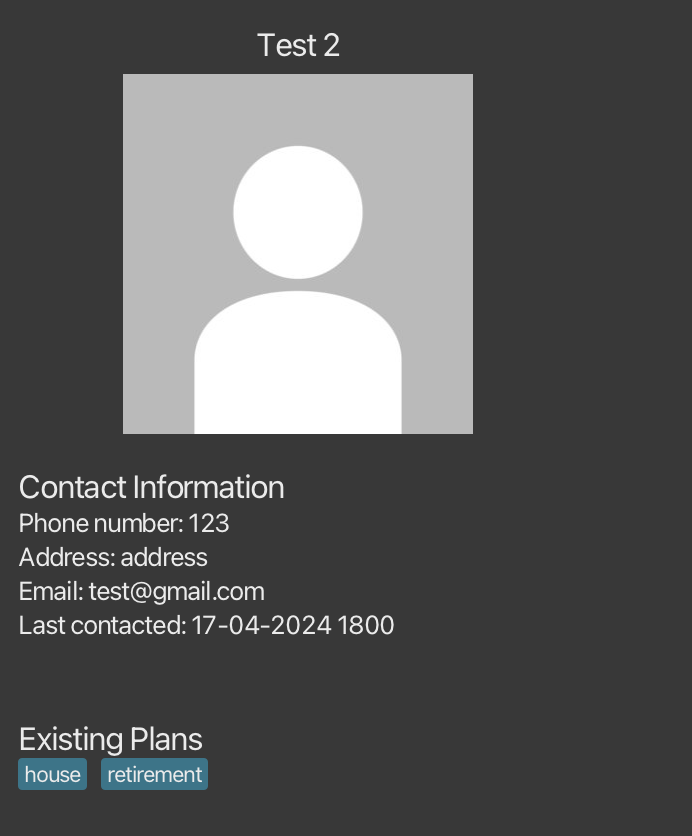 Test 2
Contact Information
Phone number: 123
Address: address
Email: test@gmail.com
Last contacted: 17-04-2024 1800
Existing Plans
house retirement